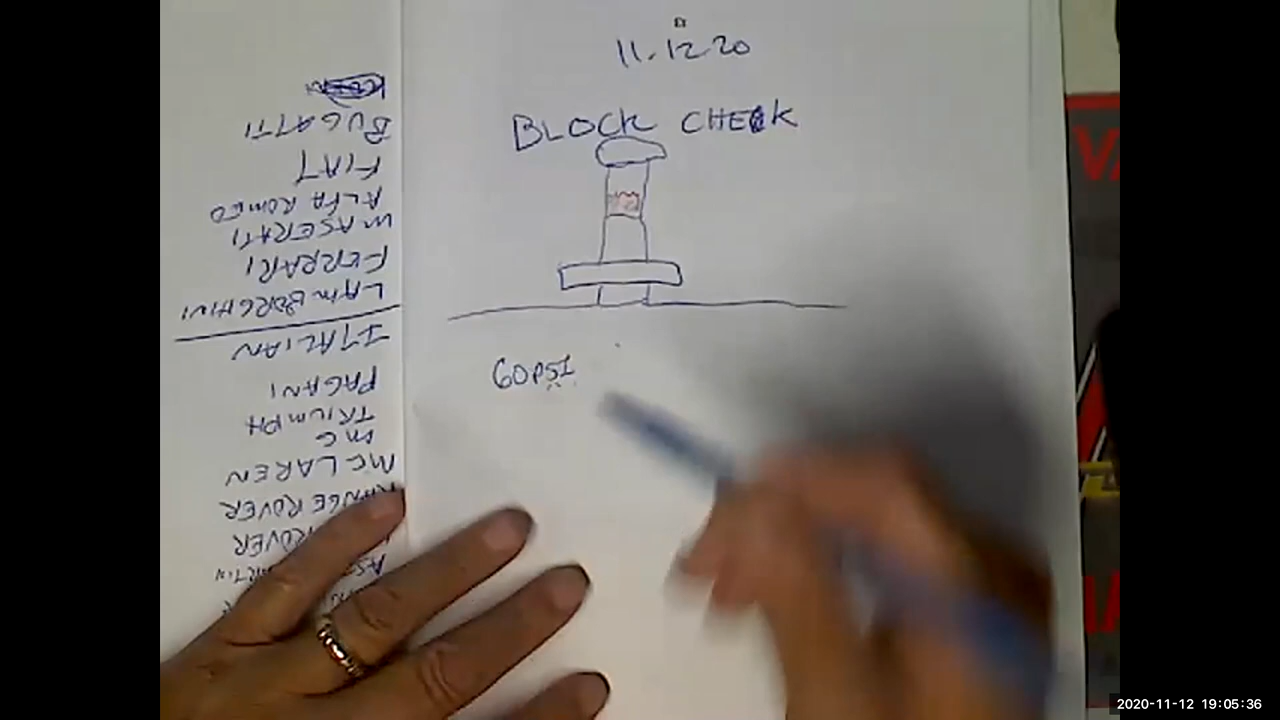 11.12.20
BLOCK CHECK
60PSI
BUGATTI
FIAT
ALFA ROMEO
MASERATI
FERRARI
LAMBORGHINI
ITALIAN
PAGANI
TRIUMPH
MG
MCLAREN
RANGE ROVER
ROVER
2020-11-12 19:05:36